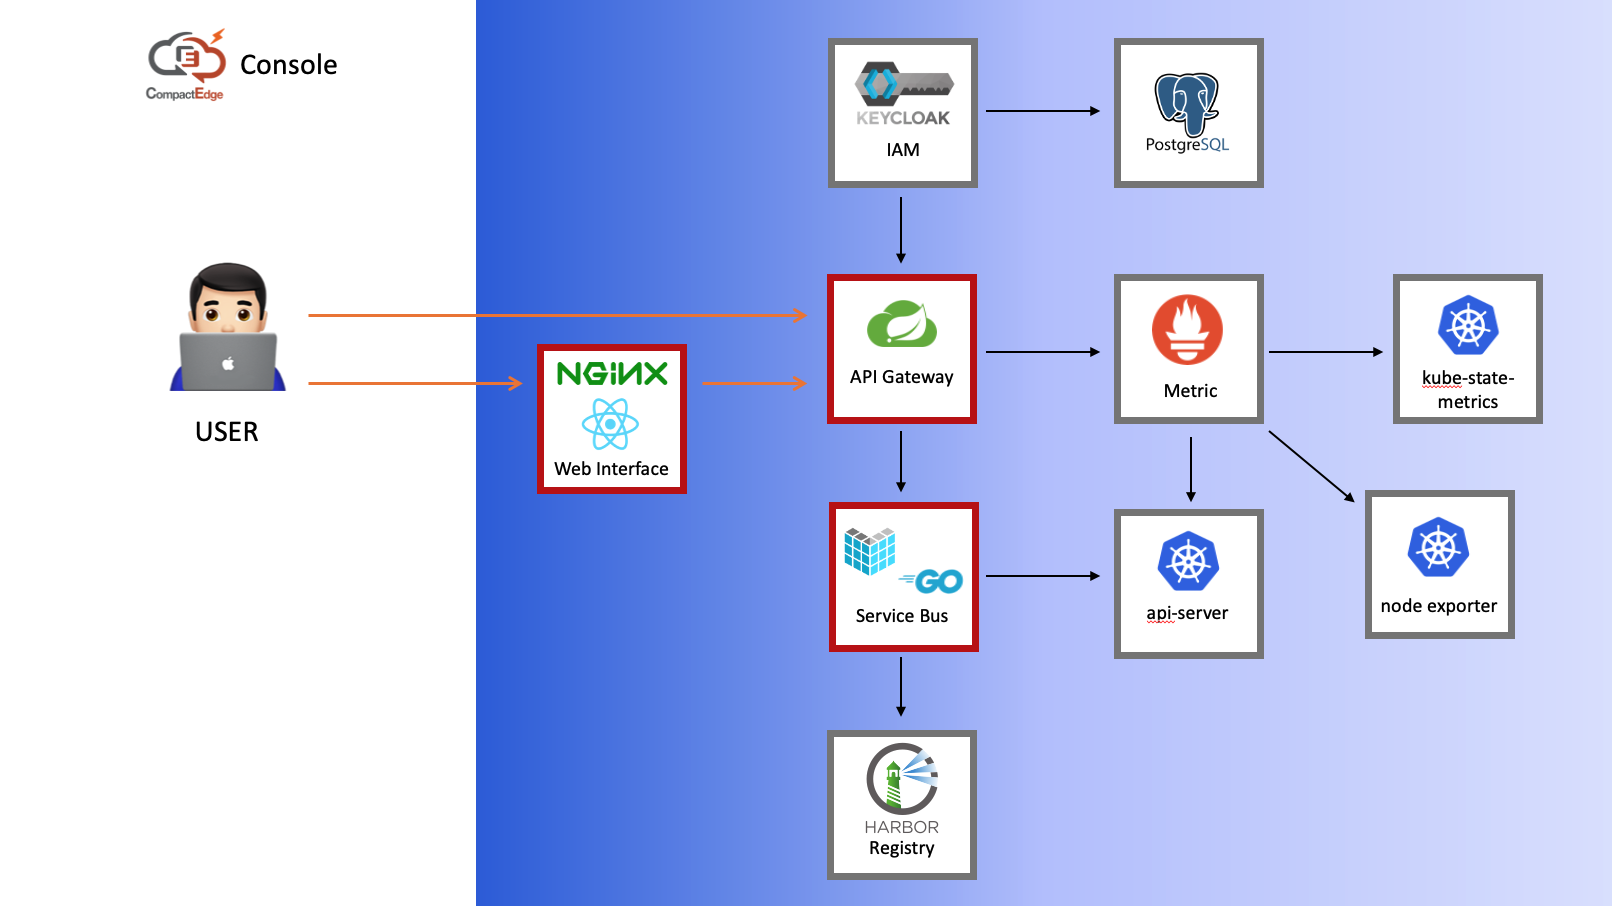 CompactEdge
Console
KEYCLOAK
IAM
PostgreSQL
USER
NGINX
Web Interface
API Gateway
Metric
kube-state-
metrics
GO
Service Bus
api-server
node exporter
HARBOR
Registry